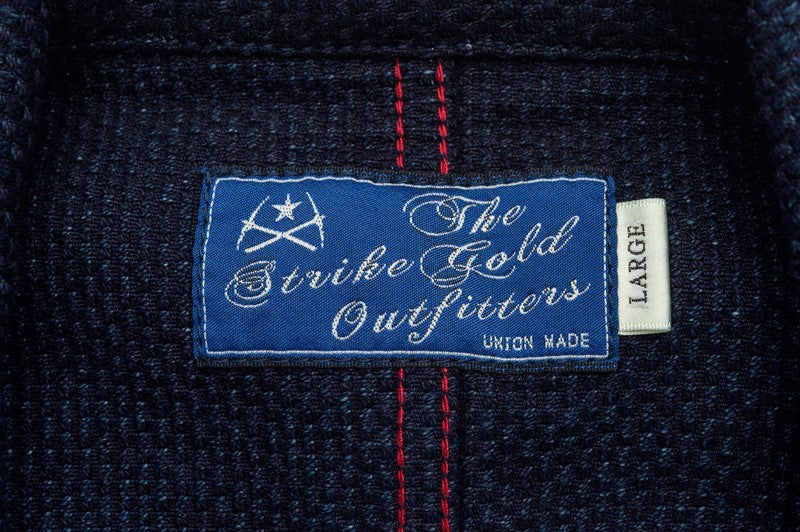 The
Strike Gold
Outfitters
UNION MADE
LARGE